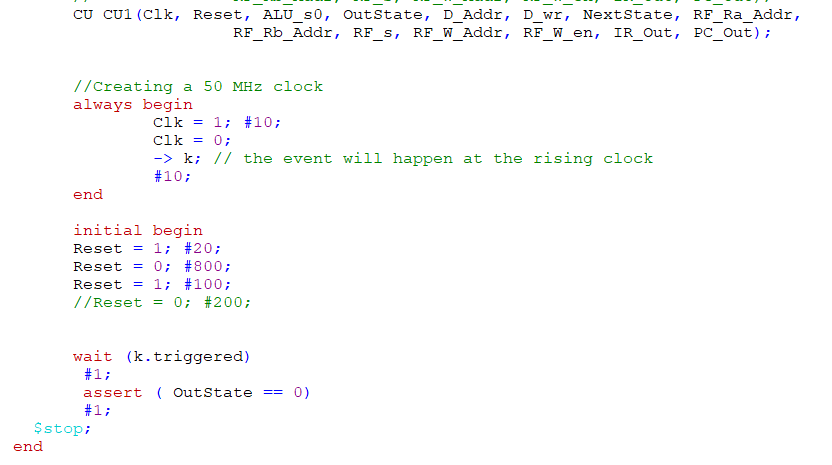 CU CU1(Clk, Reset, ALU_s0, OutState, D_Addr, D_wr, NextState, RF_Ra_Addr,
RF_Rb_Addr, RF_s, RF_W_Addr, RF_W_en, IR_Out, PC_Out);
//Creating a 50 MHz clock
always begin
Clk = 1; #10;
Clk = 0;
-> k; // the event will happen at the rising clock
#10;
end
initial begin
Reset = 1; #20;
Reset = 0; #800;
Reset = 1; #100;
//Reset = 0; #200;
wait (k.triggered)
#1;
assert ( OutState == 0)
#1;
$stop;
end